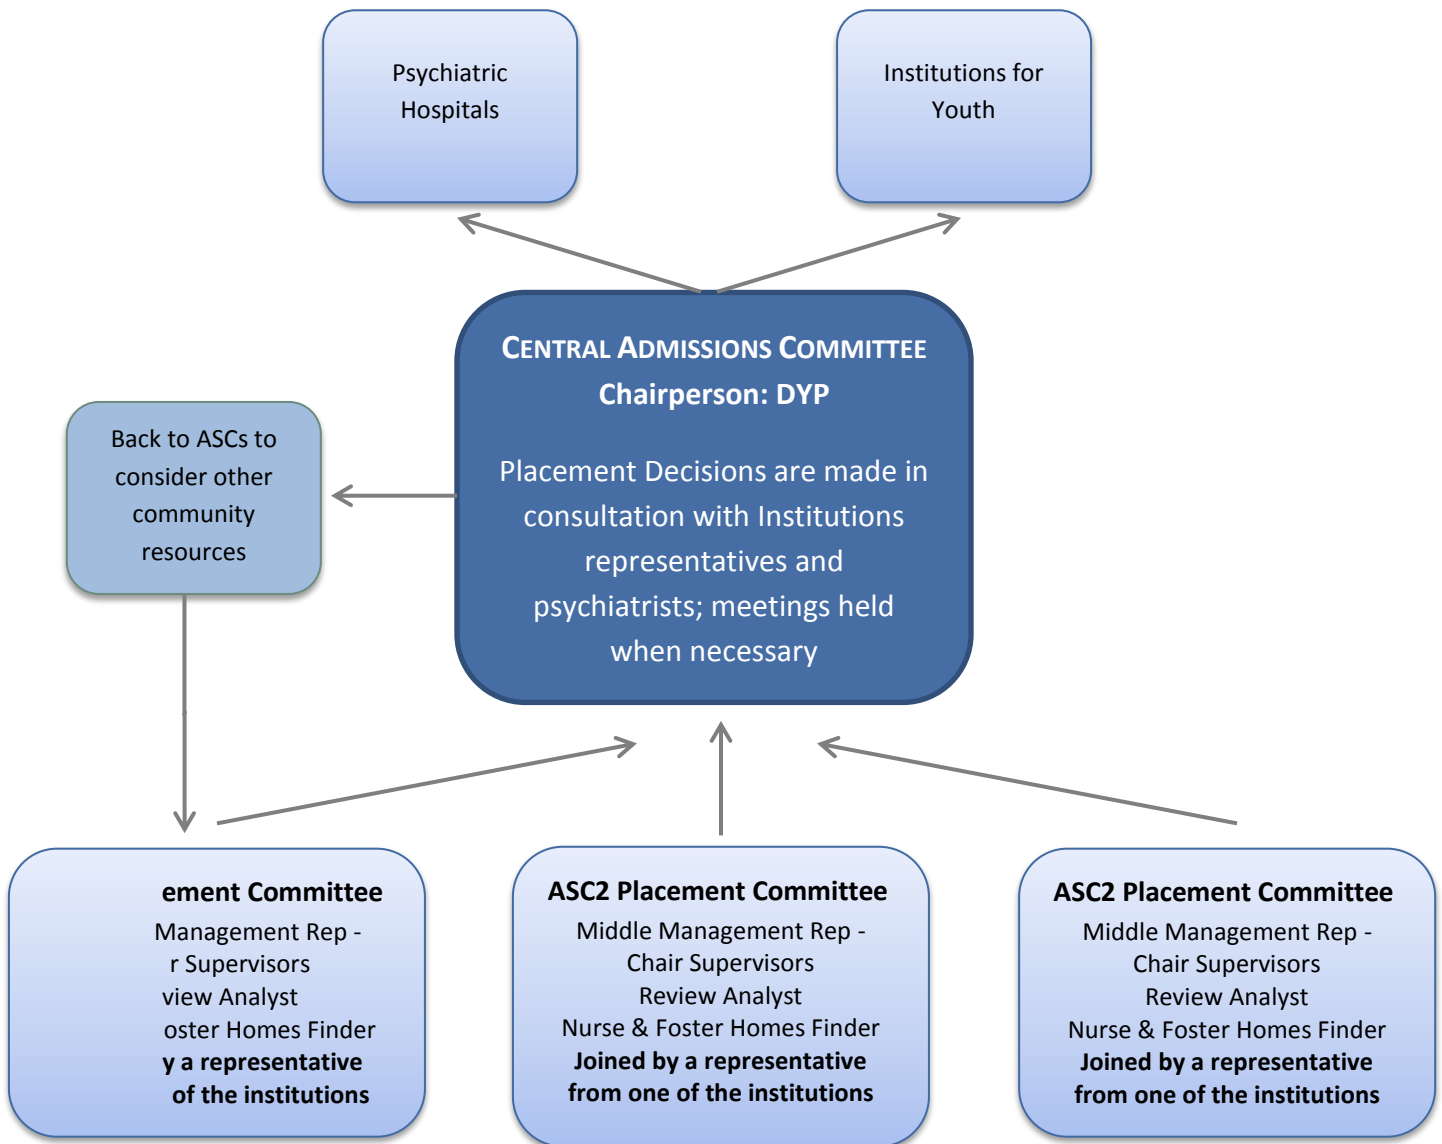 Psychiatric
Hospitals
Institutions for
Youth
CENTRAL ADMISSIONS COMMITTEE
Chairperson: DYP
Placement Decisions are made in
consultation with Institutions
representatives and
psychiatrists; meetings held
when necessary
Back to ASCs to
consider other
community
resources
ement Committee
Management Rep -
r Supervisors
view Analyst
oster Homes Finder
y a representative
of the institutions
ASC2 Placement Committee
Middle Management Rep -
Chair Supervisors
Review Analyst
Nurse & Foster Homes Finder
Joined by a representative
from one of the institutions
ASC2 Placement Committee
Middle Management Rep -
Chair Supervisors
Review Analyst
Nurse & Foster Homes Finder
Joined by a representative
from one of the institutions